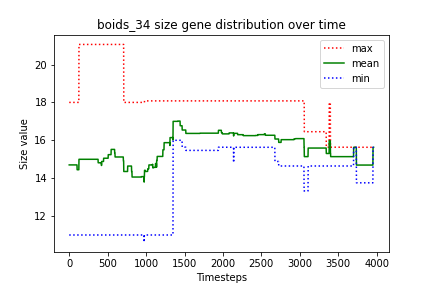 boids_34 size gene distribution over time
max
mean
min
Size value
20
18
16
14
12
0 500 1000 1500 2000 2500 3000 3500 4000
Timesteps